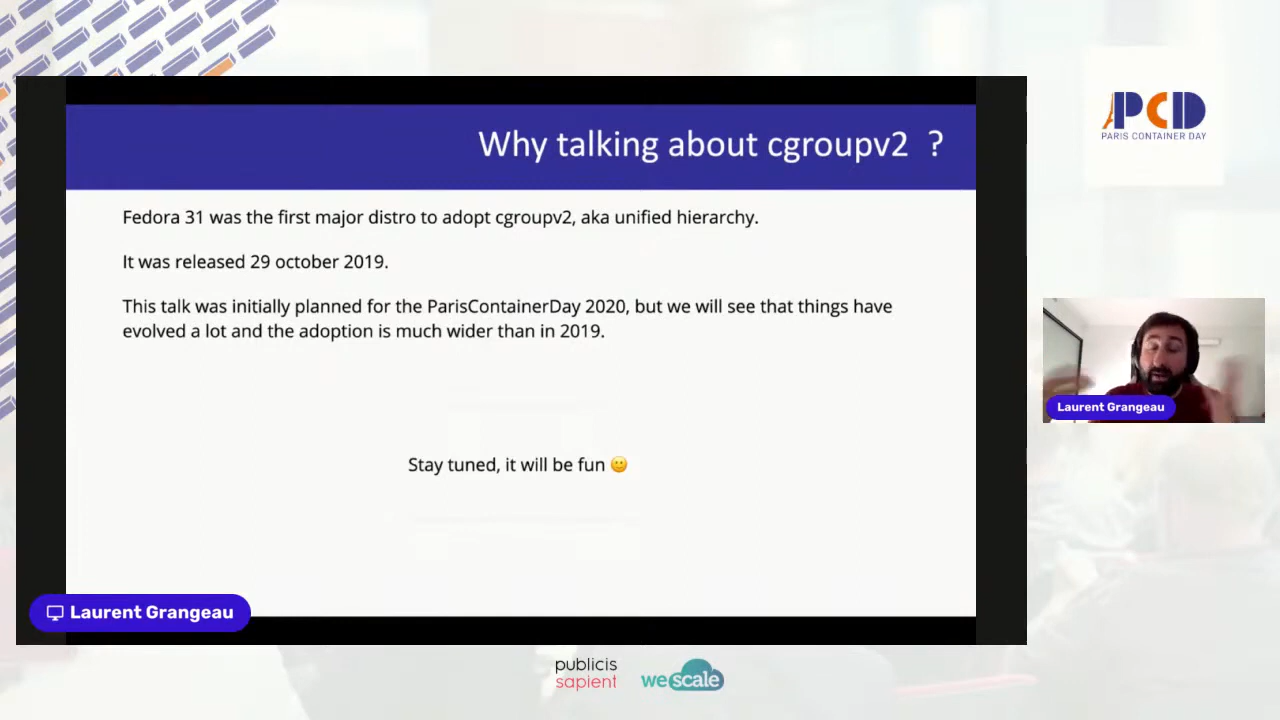 PCD
PARIS CONTAINER DAY
Why talking about cgroupv2 ?
Fedora 31 was the first major distro to adopt cgroupv2, aka unified hierarchy.
It was released 29 october 2019.
This talk was initially planned for the ParisContainerDay 2020, but we will see that things have
evolved a lot and the adoption is much wider than in 2019.
Stay tuned, it will be fun 🙂
Laurent Grangeau
Laurent Grangeau
publicis
sapient
wescale